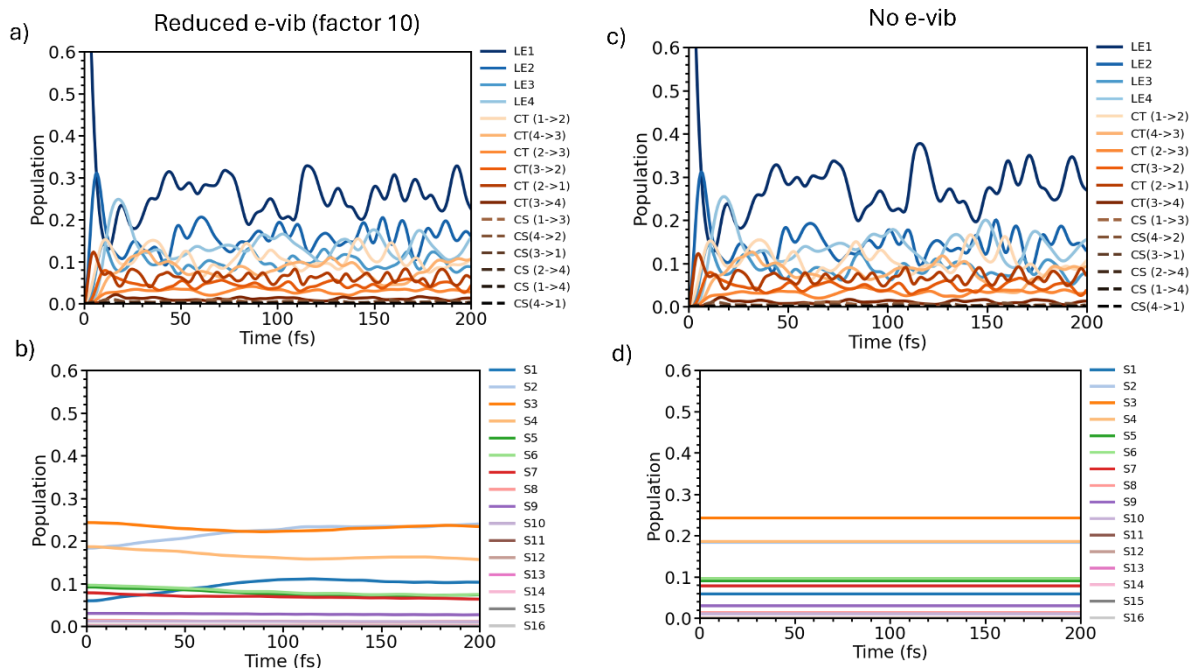 Reduced e-vib (factor 10)
No e-vib
a)
0.6
0.5
0.4
0.3
0.2
0.1
0.0
Population
0
50
100
150
200
Time (fs)
LE1
LE2
LE3
LE4
CT (1->2)
CT(4->3)
CT (2->3)
CT(3->2)
CT (2->1)
CT(3->4)
CS (1->3)
CS(4->2)
CS(3->1)
CS (2->4)
CS (1->4)
CS(4->1)
c)
0.6
0.5
0.4
0.3
0.2
0.1
0.0
Population
0
50
100
150
200
Time (fs)
LE1
LE2
LE3
LE4
CT (1->2)
CT(4->3)
CT (2->3)
CT(3->2)
CT (2->1)
CT(3->4)
CS (1->3)
CS(4->2)
CS(3->1)
CS (2->4)
CS (1->4)
CS(4->1)
b)
0.6
0.5
0.4
0.3
0.2
0.1
0.0
Population
0
50
100
150
200
Time (fs)
S1
S2
S3
S4
S5
S6
S7
S8
S9
S10
S11
S12
S13
S14
S15
S16
d)
0.6
0.5
0.4
0.3
0.2
0.1
0.0
Population
0
50
100
150
200
Time (fs)
S1
S2
S3
S4
S5
S6
S7
S8
S9
S10
S11
S12
S13
S14
S15
S16